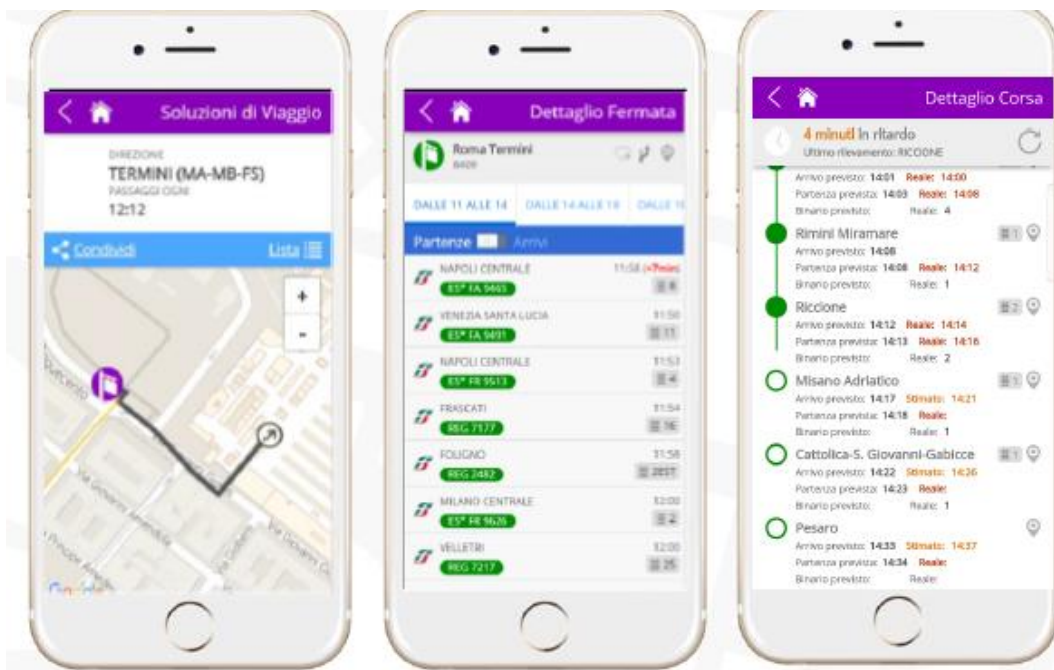 Soluzioni di Viaggio
DIREZIONE
TERMINI (MA-MB-FS)
PASSAGGI OGNI
12:12
Condividi
Lista
+
-
Via Giovanni
Dettaglio Fermata
Roma Termini
DALLE 11 ALLE 14 DALLE 14 ALLE 19
Partenze Arrivi
NAPOLI CENTRALE 11:58
ES* FA 9465 8
VENEZIA SANTA LUCIA 11:50
ES* FA 9491 11
NAPOLI CENTRALE 11:53
ES* FR 9513 4
FRASCATI 11:54
REG 7177 16
FOLIGNO 11:58
REG 2482 2EST
MILANO CENTRALE 12:00
ES* FR 9626 2
VELLETRI 12:00
REG 7217 25
Dettaglio Corsa
4 minuti in ritardo
Ultimo rilevamento: RICCIONE
Arrivo previsto: 14:01 Reale: 14:00
Partenza prevista: 14:03 Reale: 14:08
Binario previsto: Reale: 4
Rimini Miramare 1
Arrivo previsto: 14:08
Partenza prevista: 14:08 Reale: 14:12
Binario previsto: Reale: 1
Riccione 2
Arrivo previsto: 14:12 Reale: 14:14
Partenza prevista: 14:13 Reale: 14:16
Binario previsto: Reale: 2
Misano Adriatico 1
Arrivo previsto: 14:17 Stimato: 14:21
Partenza prevista: 14:18 Reale:
Binario previsto: Reale: 1
Cattolica-S. Giovanni-Gabicce 1
Arrivo previsto: 14:22 Stimato: 14:26
Partenza prevista: 14:23 Reale:
Binario previsto: Reale: 1
Pesaro
Arrivo previsto: 14:33 Stimato: 14:37
Partenza prevista: 14:34 Reale:
Binario previsto: Reale: